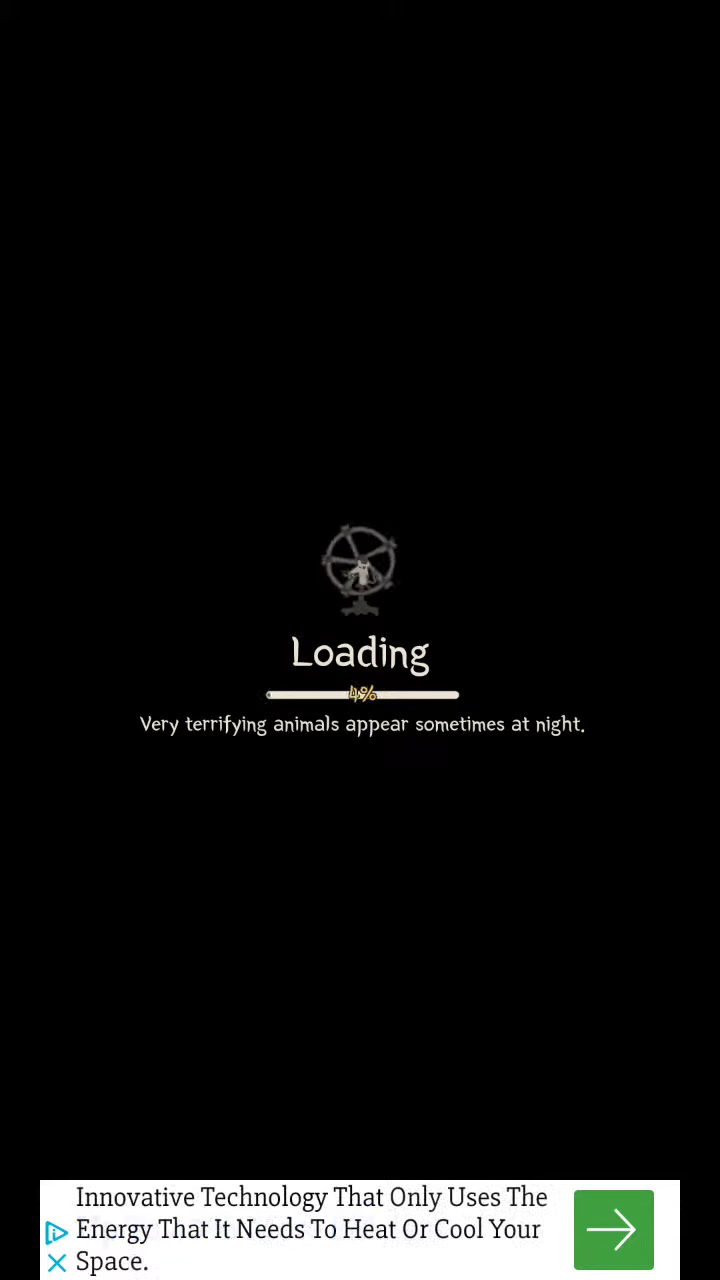 Loading
4%
Very terrifying animals appear sometimes at night.
Innovative Technology That Only Uses The
Energy That It Needs To Heat Or Cool Your
Space.